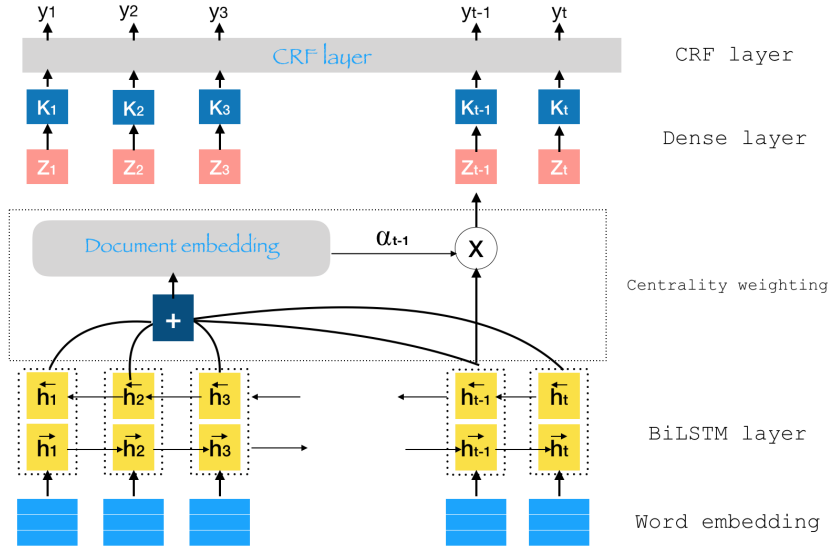 y1 y2 y3 yt-1 yt
CRF layer CRF layer
K1 K2 K3 Kt-1 Kt
Dense layer
Z1 Z2 Z3 Zt-1 Zt
Document embedding αt-1 X
Centrality weighting
+
h1 h2 h3 ht-1 ht
BiLSTM layer
h1 h2 h3 ht-1 ht
Word embedding